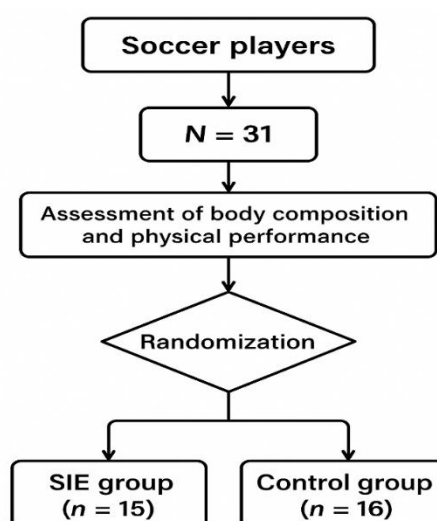 Soccer players
N = 31
Assessment of body composition
and physical performance
Randomization
SIE group
(n = 15)
Control group
(n = 16)